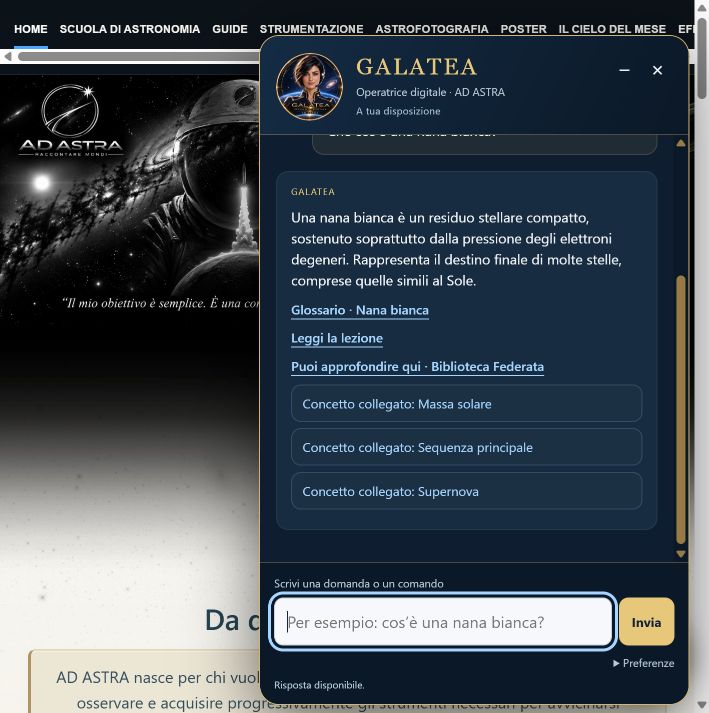 HOME SCUOLA DI ASTRONOMIA GUIDE STRUMENTAZIONE ASTROFOTOGRAFIA POSTER IL CIELO DEL MESE
AD ASTRA
RACCONTARE MONDI
“Il mio obiettivo è semplice. È una
GALATEA
Operatrice digitale · AD ASTRA
A tua disposizione
GALATEA
Una nana bianca è un residuo stellare compatto,
sostenuto soprattutto dalla pressione degli elettroni
degeneri. Rappresenta il destino finale di molte stelle,
comprese quelle simili al Sole.
Glossario · Nana bianca
Leggi la lezione
Puoi approfondire qui · Biblioteca Federata
Concetto collegato: Massa solare
Concetto collegato: Sequenza principale
Concetto collegato: Supernova
Scrivi una domanda o un comando
Per esempio: cos’è una nana bianca?
Invia
Preferenze
Risposta disponibile.
Da
AD ASTRA nasce per chi
osservare e acquisire progressivamente gli strumenti necessari per avvicinarsi